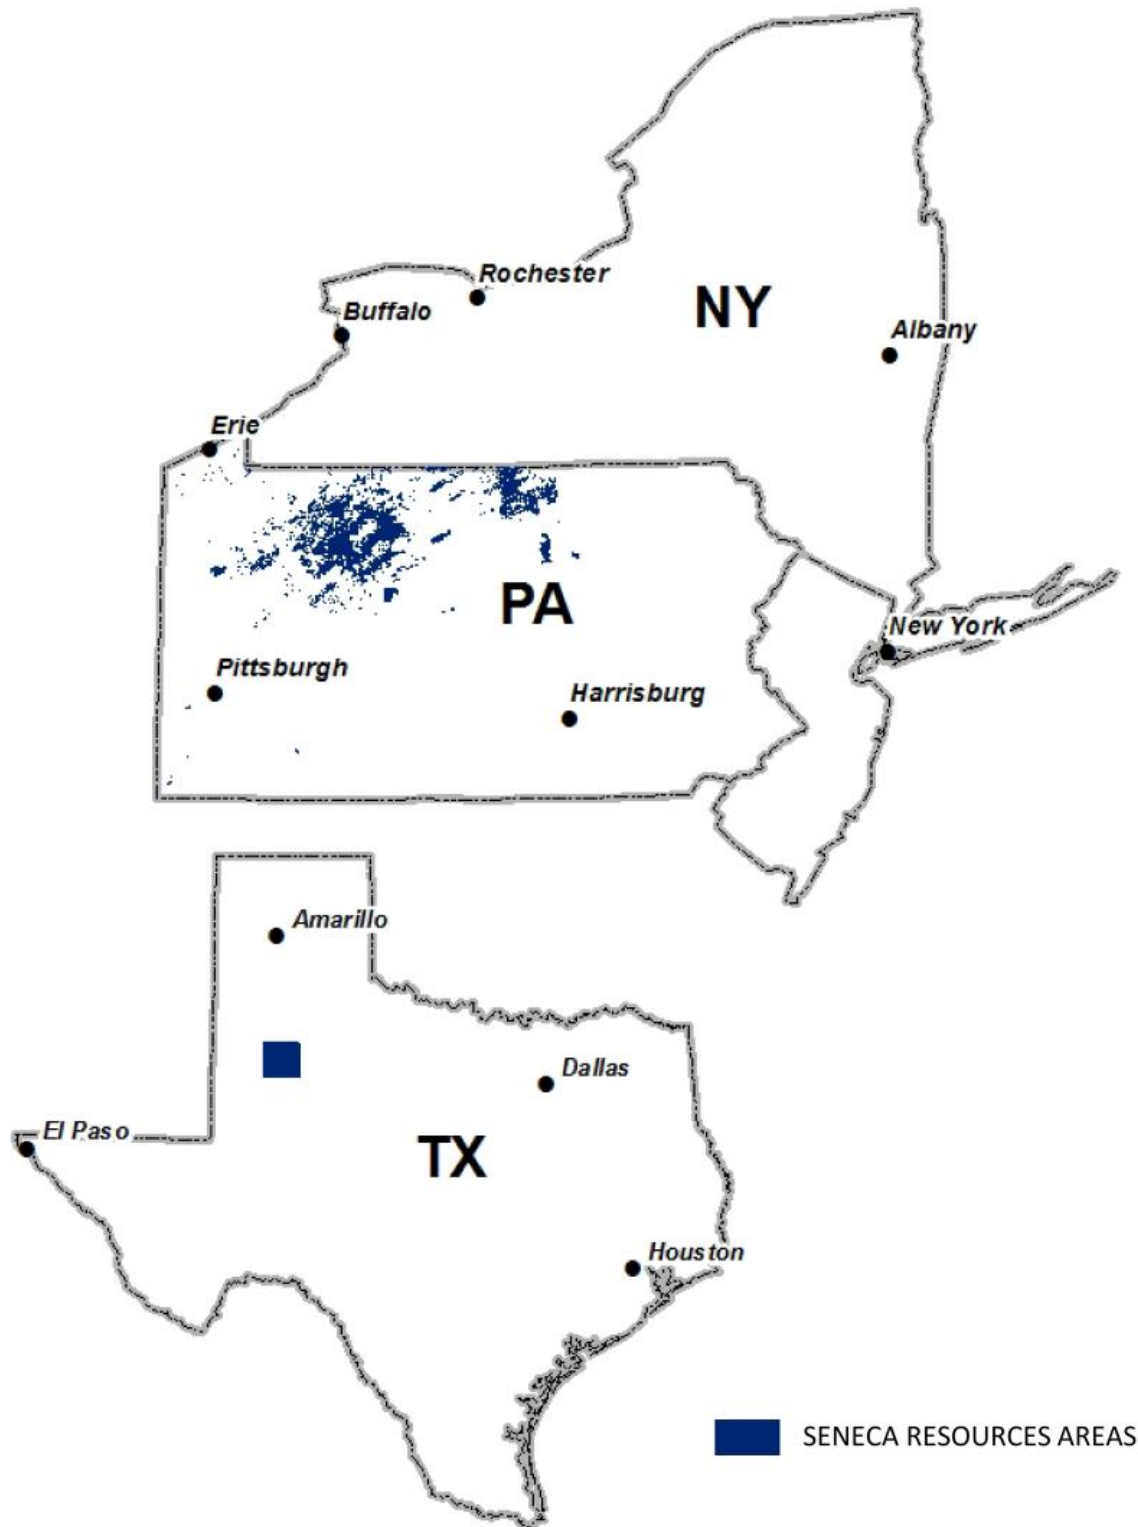 Rochester
NY
Buffalo
Albany
Erie
PA
New York
Pittsburgh
Harrisburg
Amarillo
Dallas
El Paso
TX
Houston
SENECA RESOURCES AREAS